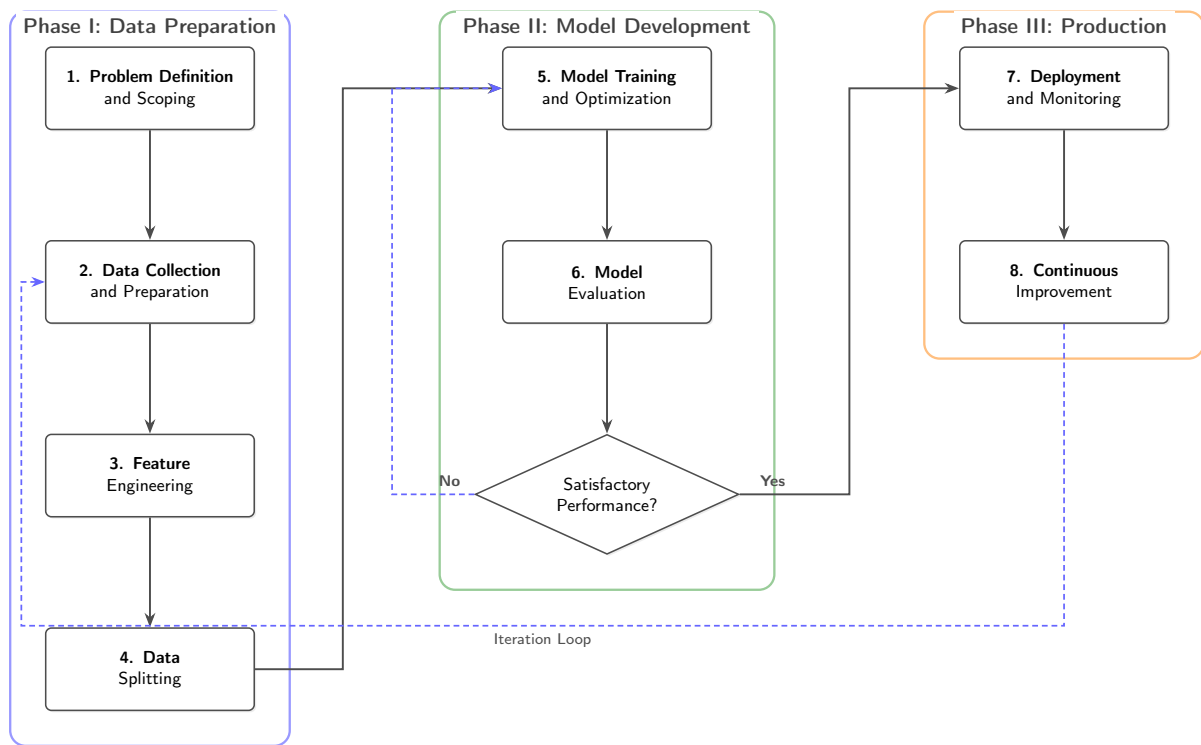 Phase I: Data Preparation
1. Problem Definition
and Scoping
2. Data Collection
and Preparation
3. Feature
Engineering
4. Data
Splitting
Phase II: Model Development
5. Model Training
and Optimization
6. Model
Evaluation
Satisfactory
Performance?
No
Yes
Phase III: Production
7. Deployment
and Monitoring
8. Continuous
Improvement
Iteration Loop